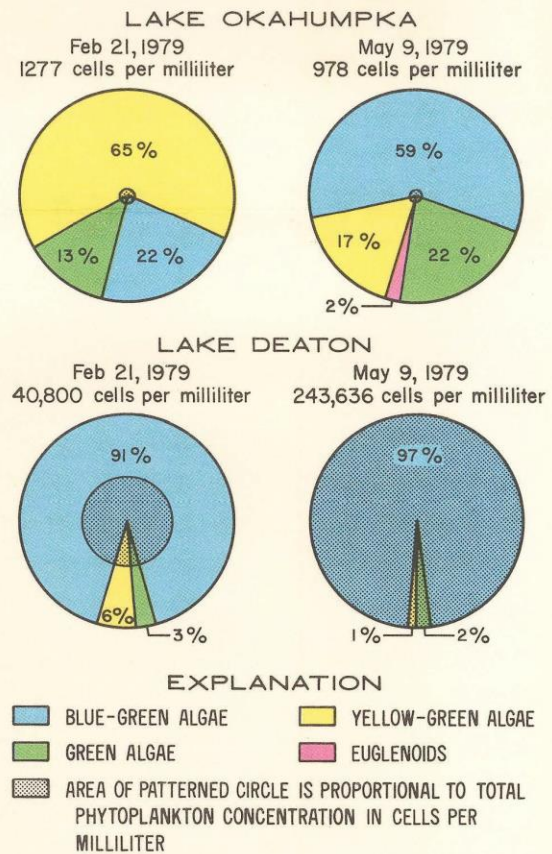 LAKE OKAHUMPKA
Feb 21, 1979
1277 cells per milliliter
65%
13%
22%
May 9, 1979
978 cells per milliliter
59%
17%
22%
2%
LAKE DEATON
Feb 21, 1979
40,800 cells per milliliter
91%
6%
3%
May 9, 1979
243,636 cells per milliliter
97%
1%
2%
EXPLANATION
BLUE-GREEN ALGAE
YELLOW-GREEN ALGAE
GREEN ALGAE
EUGLENOIDS
AREA OF PATTERNED CIRCLE IS PROPORTIONAL TO TOTAL
PHYTOPLANKTON CONCENTRATION IN CELLS PER
MILLILITER